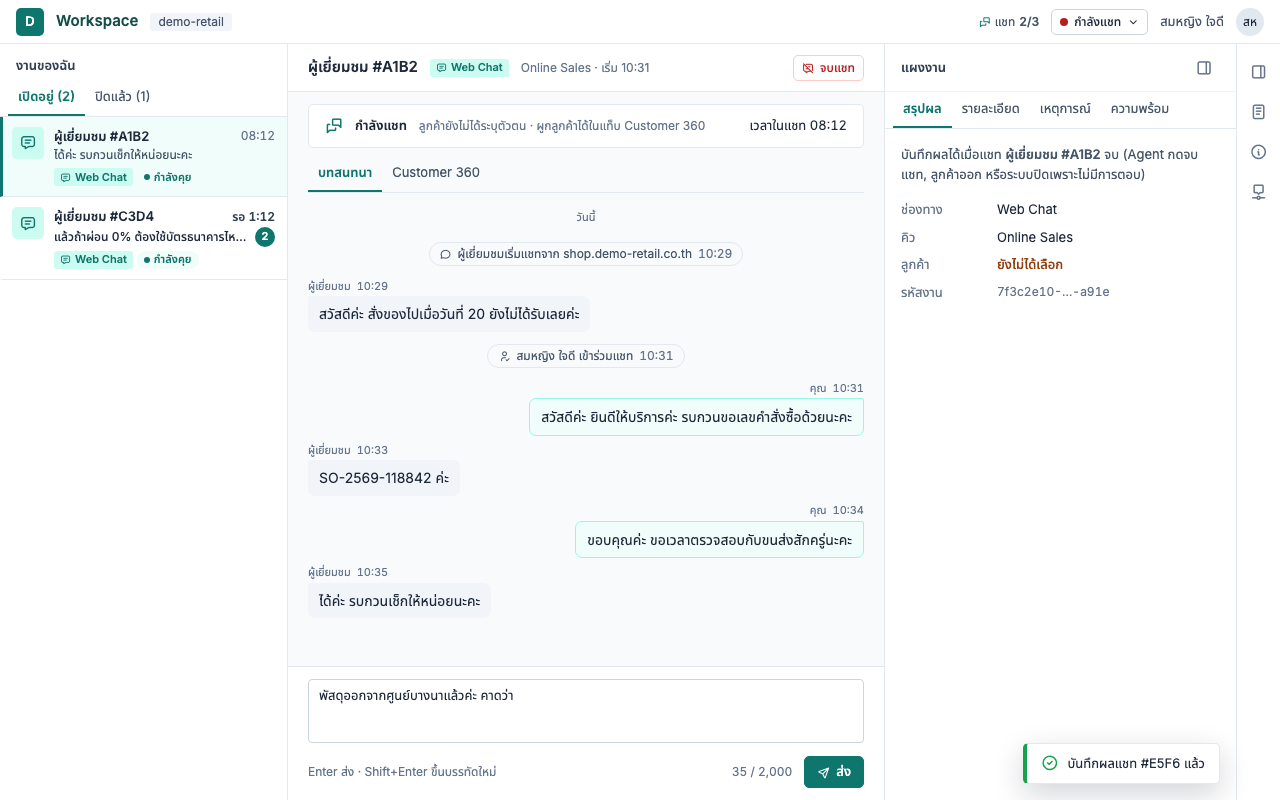 D Workspace demo-retail
แชท 2/3 กำลังแชท สมหญิง ใจดี สห
งานของฉัน
เปิดอยู่ (2) ปิดแล้ว (1)
ผู้เยี่ยมชม #A1B2 08:12
ได้ค่ะ รบกวนเช็กให้หน่อยนะคะ
Web Chat กำลังคุย
ผู้เยี่ยมชม #C3D4 รอ 1:12
แล้วถ้าผ่อน 0% ต้องใช้บัตรธนาคารไห... 2
Web Chat กำลังคุย
ผู้เยี่ยมชม #A1B2 Web Chat Online Sales · เริ่ม 10:31 จบแชท
กำลังแชท ลูกค้ายังไม่ได้ระบุตัวตน · ผูกลูกค้าได้ในแท็บ Customer 360 เวลาในแชท 08:12
บทสนทนา Customer 360
วันนี้
ผู้เยี่ยมชมเริ่มแชทจาก shop.demo-retail.co.th 10:29
ผู้เยี่ยมชม 10:29
สวัสดีค่ะ สั่งของไปเมื่อวันที่ 20 ยังไม่ได้รับเลยค่ะ
สมหญิง ใจดี เข้าร่วมแชท 10:31
คุณ 10:31
สวัสดีค่ะ ยินดีให้บริการค่ะ รบกวนขอเลขคำสั่งซื้อด้วยนะคะ
ผู้เยี่ยมชม 10:33
SO-2569-118842 ค่ะ
คุณ 10:34
ขอบคุณค่ะ ขอเวลาตรวจสอบกับขนส่งสักครู่นะคะ
ผู้เยี่ยมชม 10:35
ได้ค่ะ รบกวนเช็กให้หน่อยนะคะ
พัสดุออกจากศูนย์บางนาแล้วค่ะ คาดว่า
Enter ส่ง · Shift+Enter ขึ้นบรรทัดใหม่ 35 / 2,000 ส่ง
แผงงาน
สรุปผล รายละเอียด เหตุการณ์ ความพร้อม
บันทึกผลได้เมื่อแชท ผู้เยี่ยมชม #A1B2 จบ (Agent กดจบ
แชท, ลูกค้าออก หรือระบบปิดเพราะไม่มีการตอบ)
ช่องทาง Web Chat
คิว Online Sales
ลูกค้า ยังไม่ได้เลือก
รหัสงาน 7f3c2e10-...-a91e
บันทึกผลแชท #E5F6 แล้ว